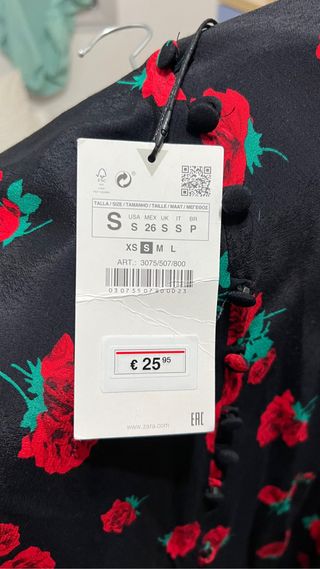 FSC
TALLA / SIZE / TAMANHO / TAILLE / MAAT / ΜΕΓΕΘΟΣ
S
USA MEX UK IT BR
S 26 S S P
XS S M L
ART.: 3075/507/800
€ 25.95
www.zara.com
EAC